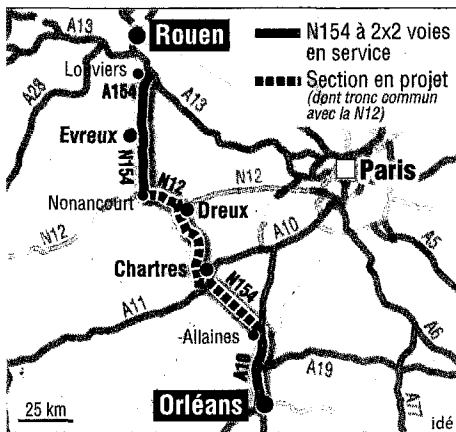 A13
Rouen
N154 à 2x2 voies
en service
Louviers
A154
A28
A13
Section en projet
(dont tronc commun
avec la N12)
Evreux
N154
N12
N12
Paris
Nonancourt
Dreux
N12
A10
A5
Chartres
N154
A11
A6
-Allaines
A10
A19
A77
25 km
Orléans
idé